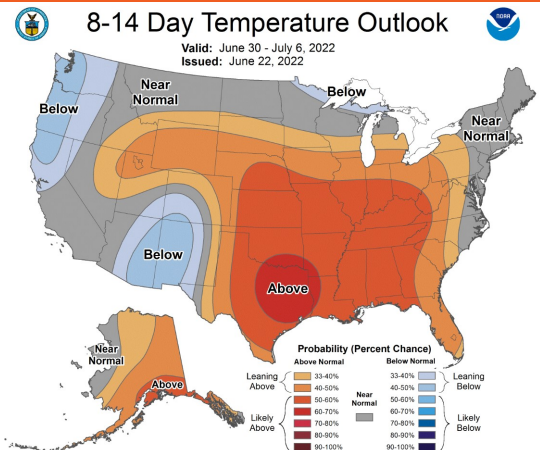 8-14 Day Temperature Outlook
Valid: June 30 - July 6, 2022
Issued: June 22, 2022
NOAA
Near
Normal
Below
Below
Near
Normal
Below
Above
Near
Normal
Above
Probability (Percent Chance)
Above Normal
Below Normal
Leaning
Above
33-40%
40-50%
50-60%
60-70%
70-80%
80-90%
90-100%
Likely
Above
Near
Normal
33-40%
40-50%
50-60%
60-70%
70-80%
80-90%
90-100%
Leaning
Below
Likely
Below